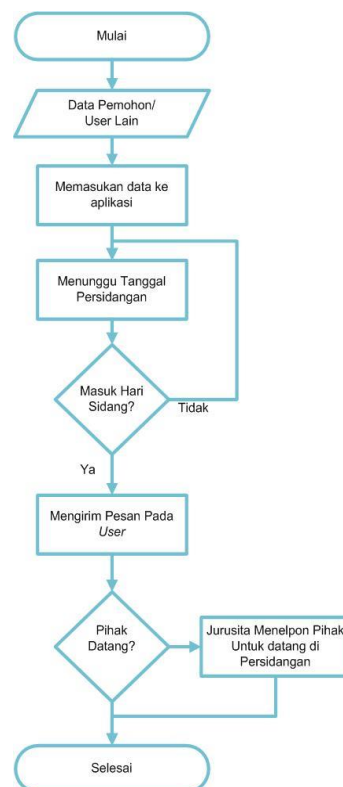 Mulai
Data Pemohon/
User Lain
Memasukan data ke
aplikasi
Menunggu Tanggal
Persidangan
Masuk Hari
Sidang?
Tidak
Ya
Mengirim Pesan Pada
User
Pihak
Datang?
Jurusita Menelpon Pihak
Untuk datang di
Persidangan
Selesai